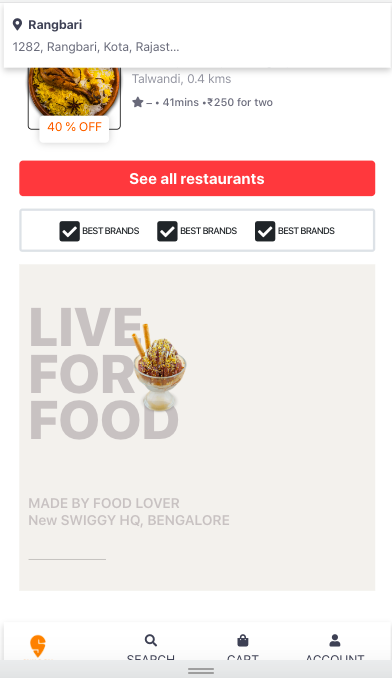 Rangbari
1282, Rangbari, Kota, Rajast...
Talwandi, 0.4 kms
– • 41mins •₹250 for two
40 % OFF
See all restaurants
BEST BRANDS BEST BRANDS BEST BRANDS
LIVE
FOR
FOOD
MADE BY FOOD LOVER
New SWIGGY HQ, BENGALORE
SEARCH CART ACCOUNT